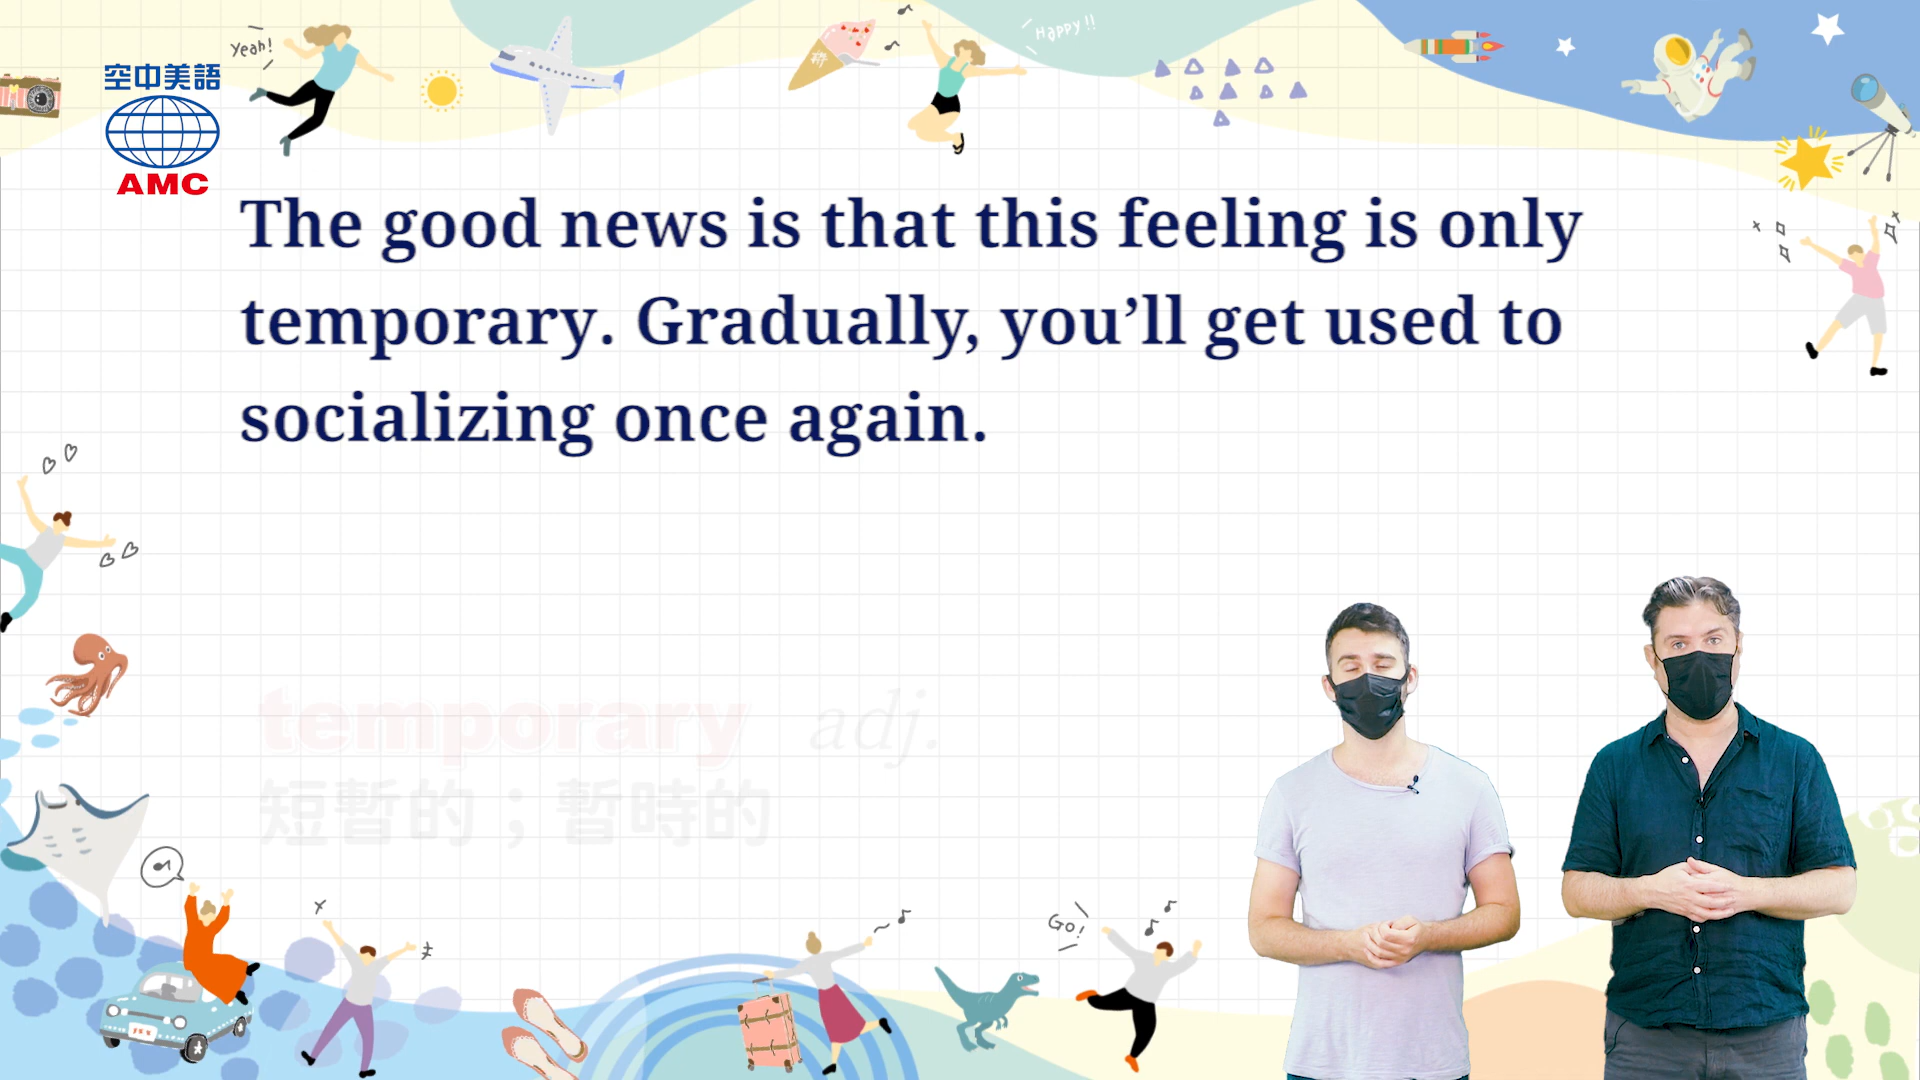 Yeah!
Happy!!
空中美語
AMC
The good news is that this feeling is only
temporary. Gradually, you’ll get used to
socializing once again.
temporary adj.
短暫的；暫時的
Go!